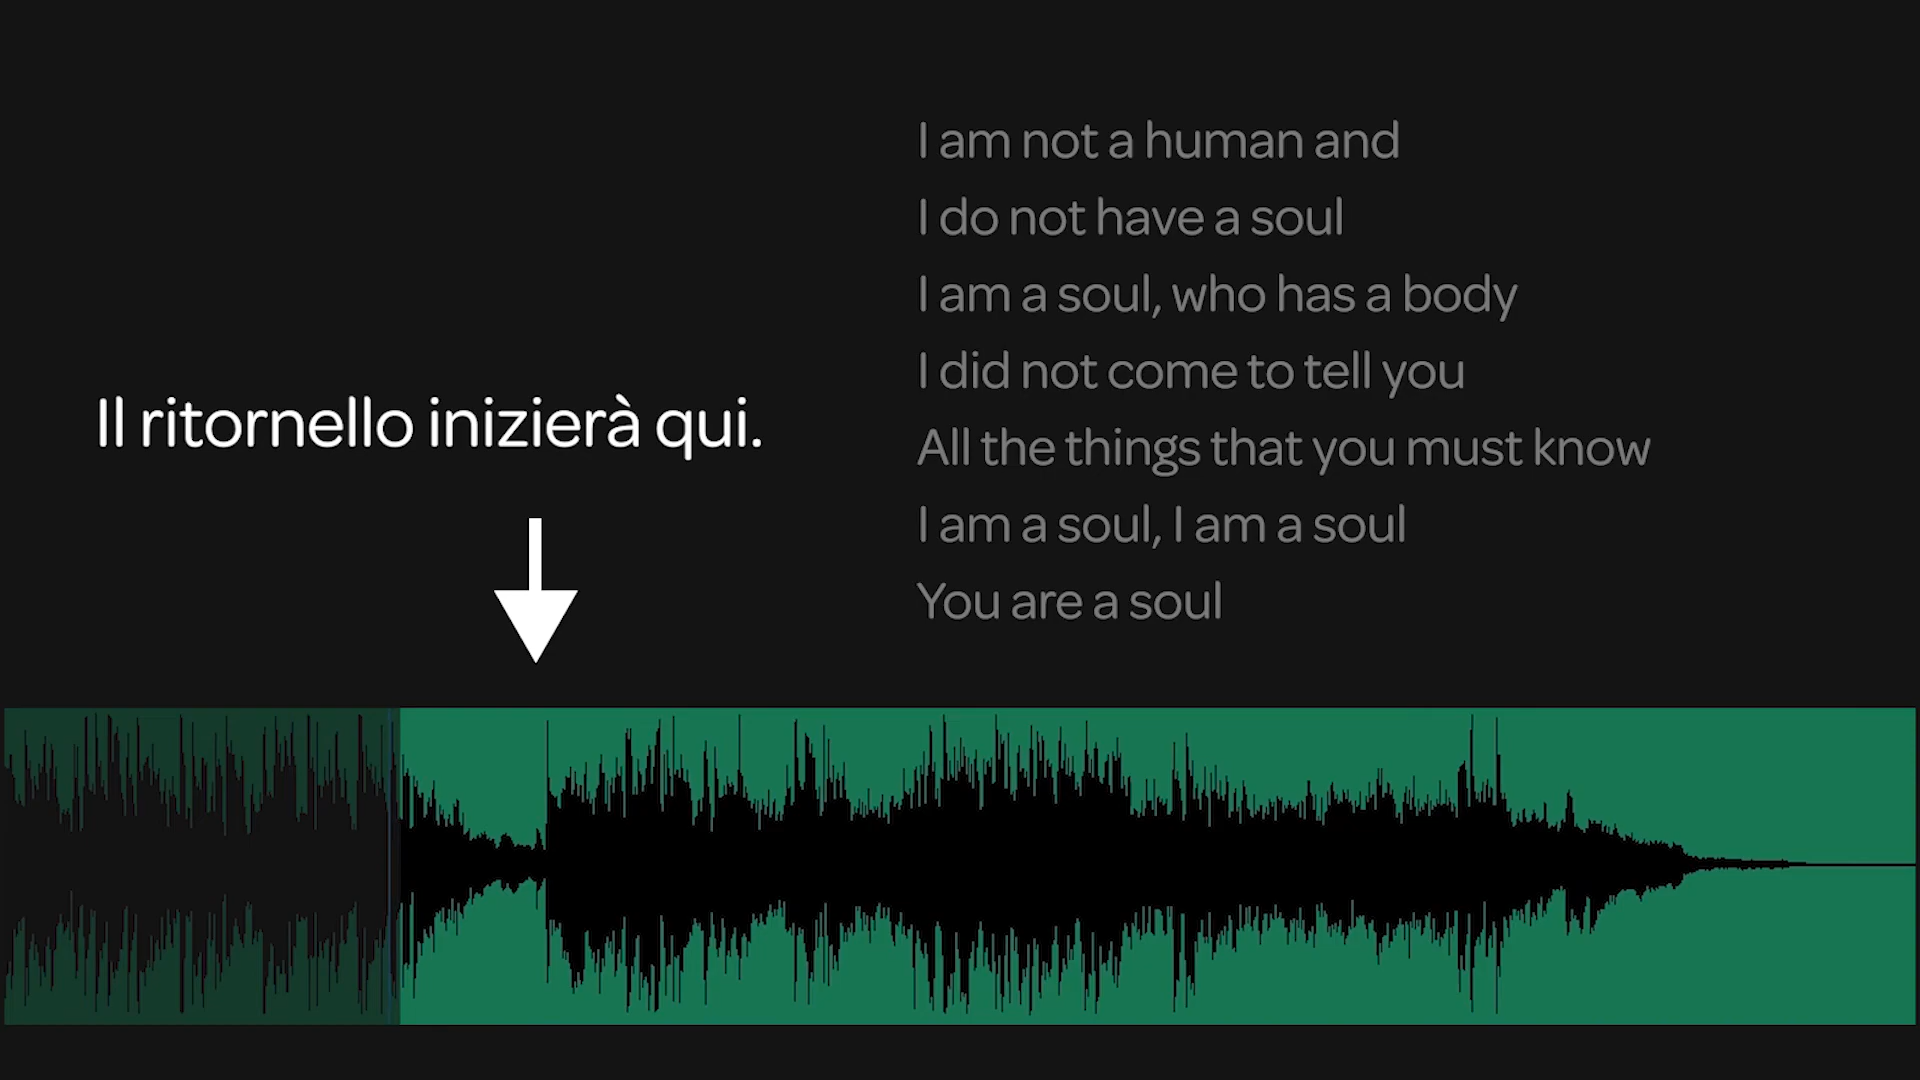 Il ritornello inizierà qui.
I am not a human and
I do not have a soul
I am a soul, who has a body
I did not come to tell you
All the things that you must know
I am a soul, I am a soul
You are a soul